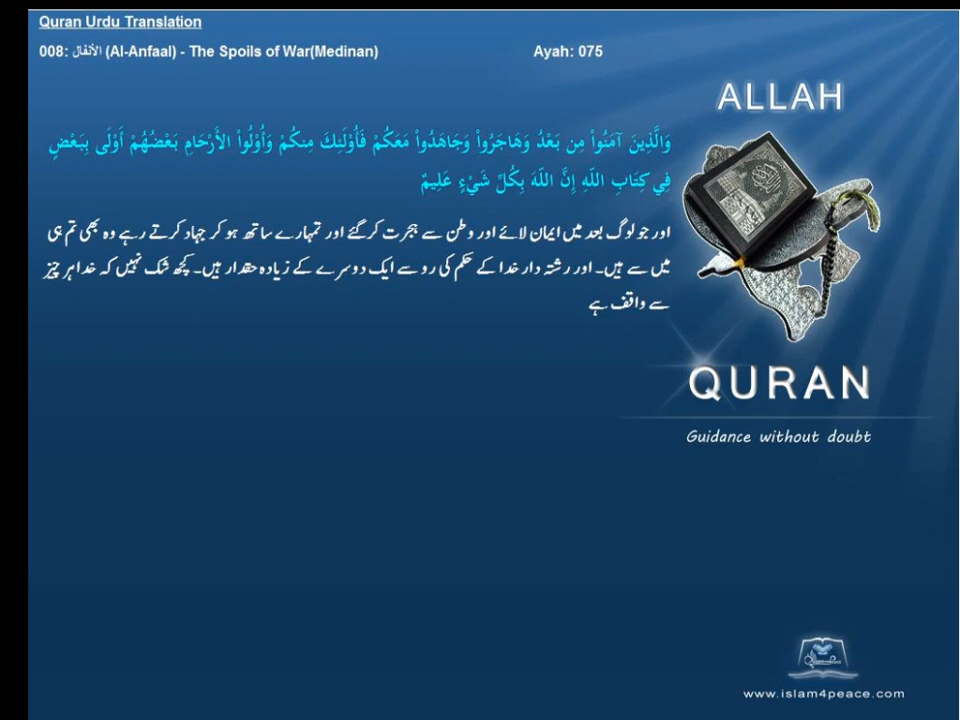 Quran Urdu Translation
008: الأنفال (Al-Anfaal) - The Spoils of War(Medinan) Ayah: 075
ALLAH
وَالَّذِينَ آمَنُواْ مِن بَعْدُ وَهَاجَرُواْ وَجَاهَدُواْ مَعَكُمْ فَأُوْلَئِكَ مِنكُمْ وَأُوْلُواْ الأَرْحَامِ بَعْضُهُمْ أَوْلَى بِبَعْضٍ
فِي كِتَابِ اللّهِ إِنَّ اللّهَ بِكُلِّ شَيْءٍ عَلِيمٌ
اور جو لوگ بعد میں ایمان لائے اور وطن سے ہجرت کرگئے اور تمہارے ساتھ ہو کر جہاد کرتے رہے وہ بھی تم ہی
میں سے ہیں۔ اور رشتہ دار خدا کے حکم کی رو سے ایک دوسرے کے زیادہ حقدار ہیں۔ کچھ شک نہیں کہ خدا ہر چیز
سے واقف ہے
QURAN
Guidance without doubt
www.islam4peace.com